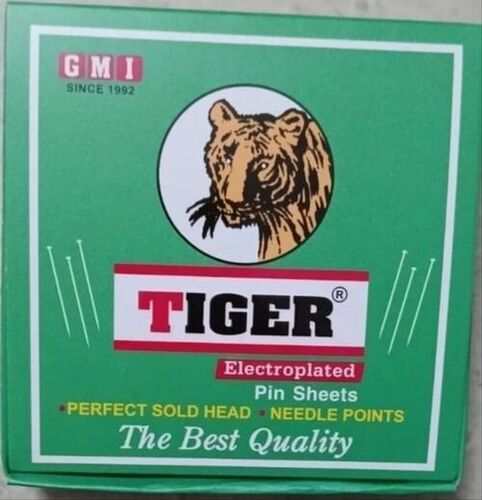 GMI
SINCE 1992
TIGER®
Electroplated
Pin Sheets
•PERFECT SOLD HEAD •NEEDLE POINTS
The Best Quality